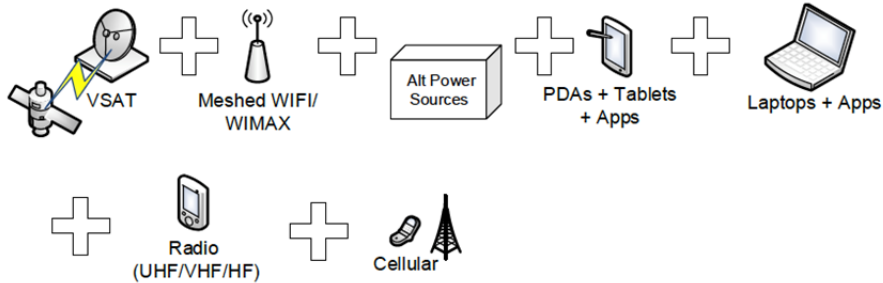 VSAT
Meshed WIFI/
WIMAX
Alt Power
Sources
PDAs + Tablets
+ Apps
Laptops + Apps
Radio
(UHF/VHF/HF)
Cellular